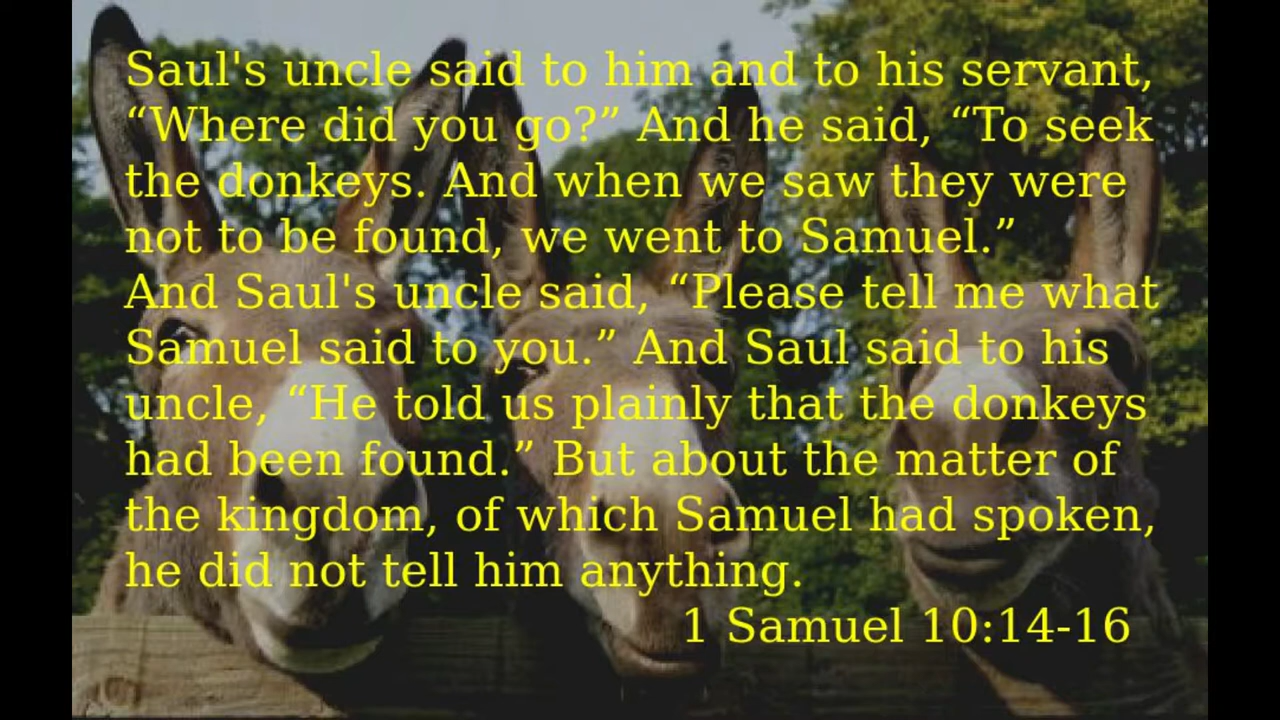 Saul's uncle said to him and to his servant,
“Where did you go?” And he said, “To seek
the donkeys. And when we saw they were
not to be found, we went to Samuel.”
And Saul's uncle said, “Please tell me what
Samuel said to you.” And Saul said to his
uncle, “He told us plainly that the donkeys
had been found.” But about the matter of
the kingdom, of which Samuel had spoken,
he did not tell him anything.
1 Samuel 10:14-16